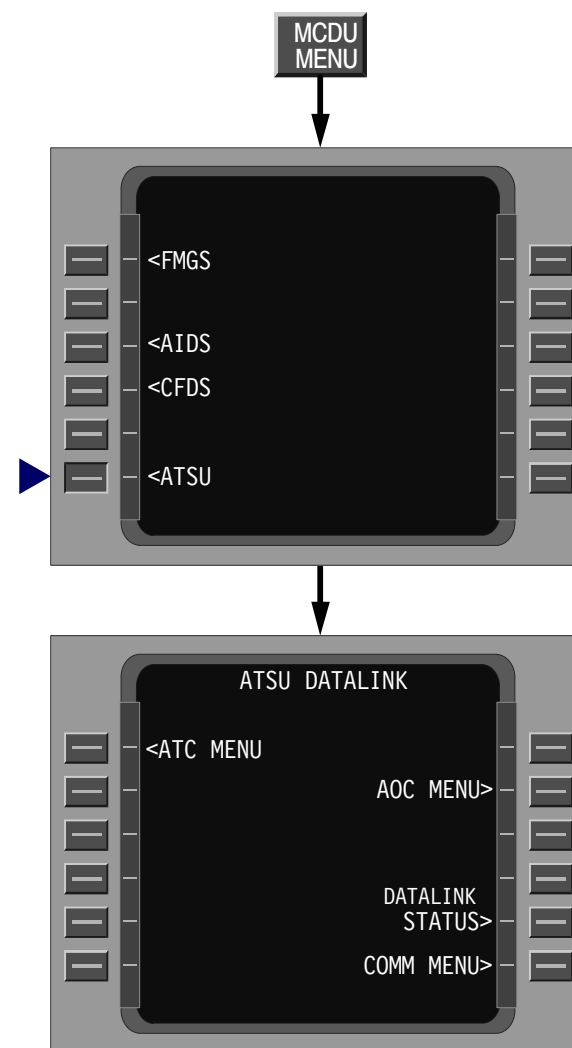 MCDU
MENU
<FMGS
<AIDS
<CFDS
<ATSU
ATSU DATALINK
<ATC MENU
AOC MENU>
DATALINK
STATUS>
COMM MENU>